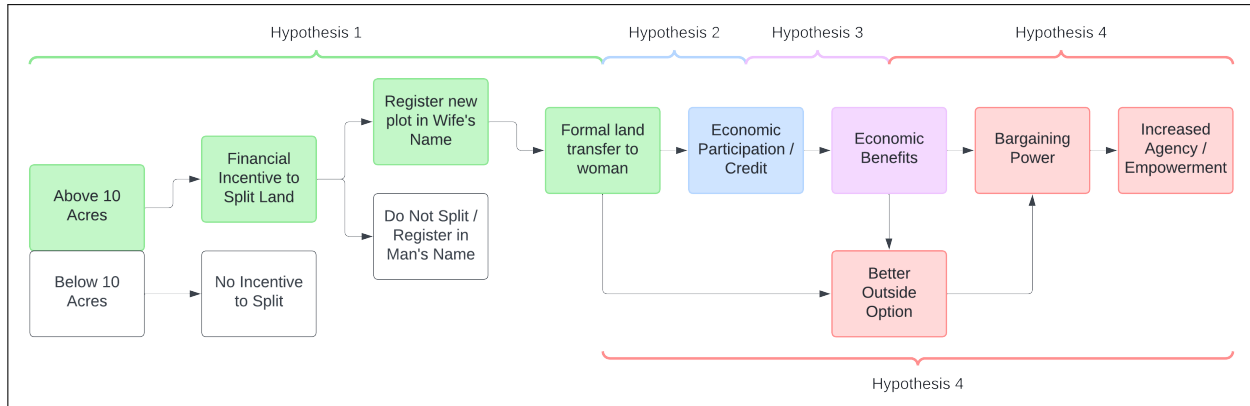 Hypothesis 1
Hypothesis 2
Hypothesis 3
Hypothesis 4
Above 10
Acres
Below 10
Acres
Financial
Incentive to
Split Land
No Incentive
to Split
Register new
plot in Wife's
Name
Do Not Split /
Register in
Man's Name
Formal land
transfer to
woman
Economic
Participation /
Credit
Economic
Benefits
Better
Outside
Option
Bargaining
Power
Increased
Agency /
Empowerment
Hypothesis 4